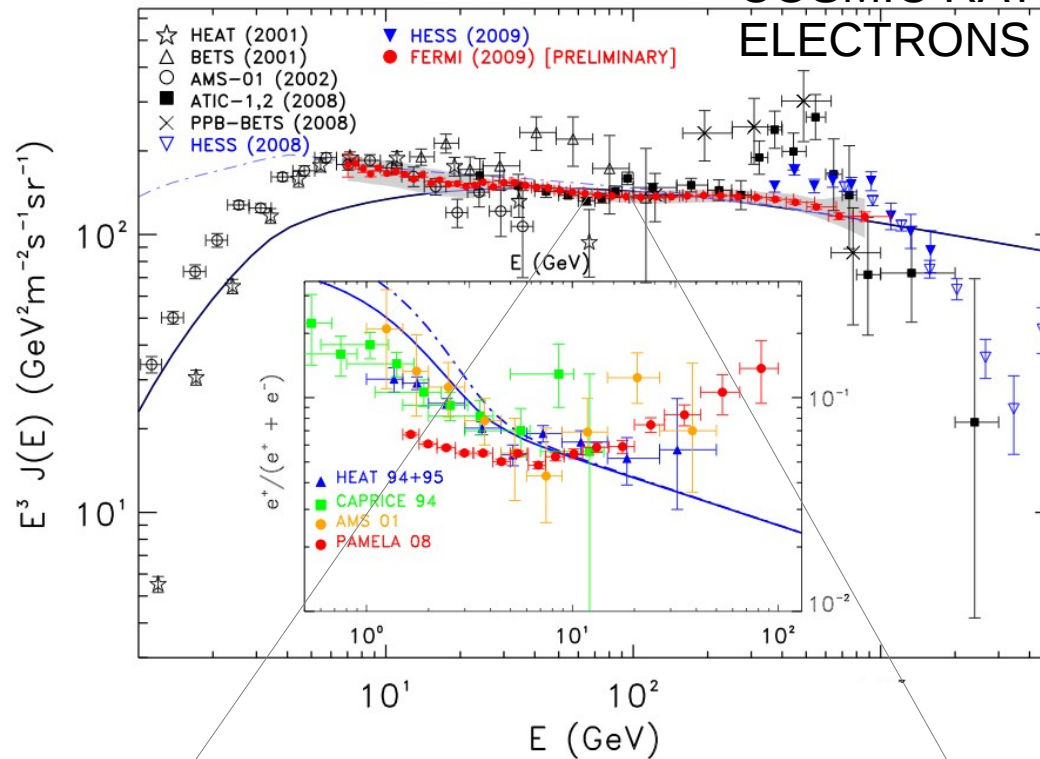 COSMIC RAY
ELECTRONS
HEAT (2001)
BETS (2001)
AMS-01 (2002)
ATIC-1,2 (2008)
PPB-BETS (2008)
HESS (2008)
HESS (2009)
FERMI (2009) [PRELIMINARY]
E³ J(E) (GeV²m⁻²s⁻¹sr⁻¹)
10²
10¹
E (GeV)
e⁺/(e⁺ + e⁻)
10⁻¹
10⁻²
HEAT 94+95
CAPRICE 94
AMS 01
PAMELA 08
10⁰
10¹
10²
10¹
10²
E (GeV)